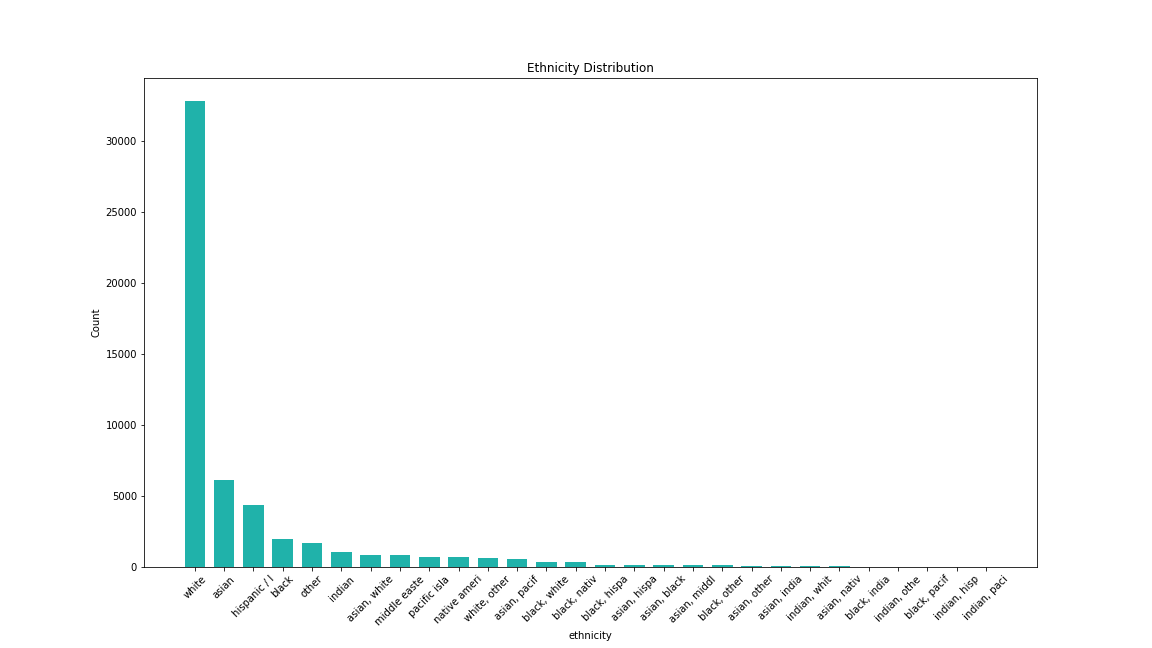 Ethnicity Distribution
30000
25000
20000
15000
10000
5000
0
Count
white
asian
hispanic / l
black
other
indian
asian, white
middle easte
pacific isla
native ameri
white, other
asian, pacif
black, white
black, nativ
black, hispa
asian, hispa
asian, black
asian, middl
black, other
asian, other
asian, india
indian, whit
asian, nativ
black, india
indian, othe
black, pacif
indian, hisp
indian, paci
ethnicity